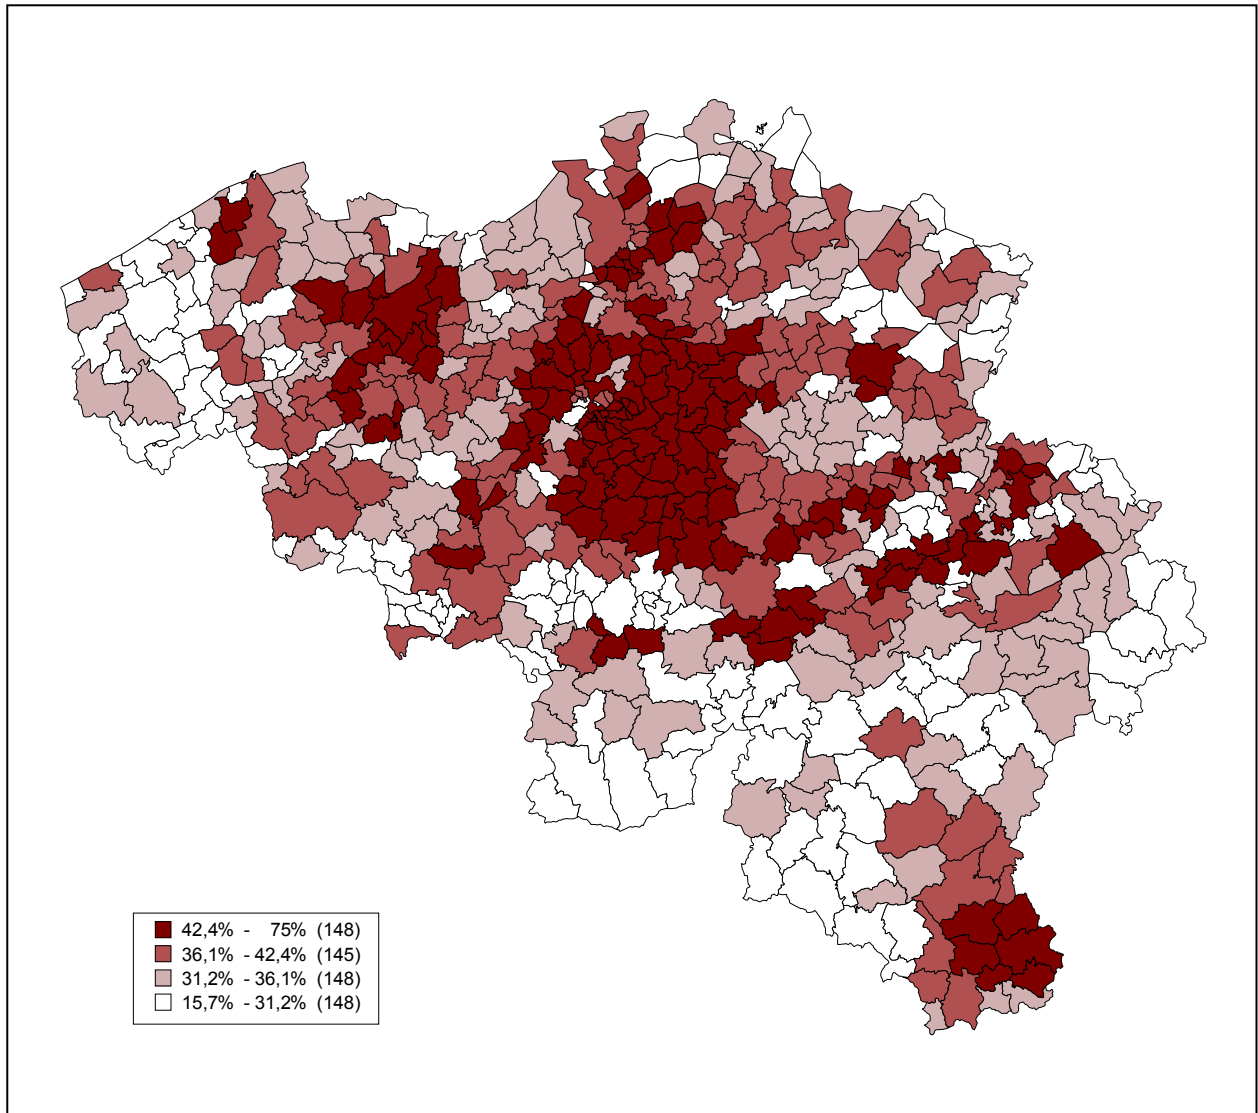 42,4% - 75% (148)
36,1% - 42,4% (145)
31,2% - 36,1% (148)
15,7% - 31,2% (148)